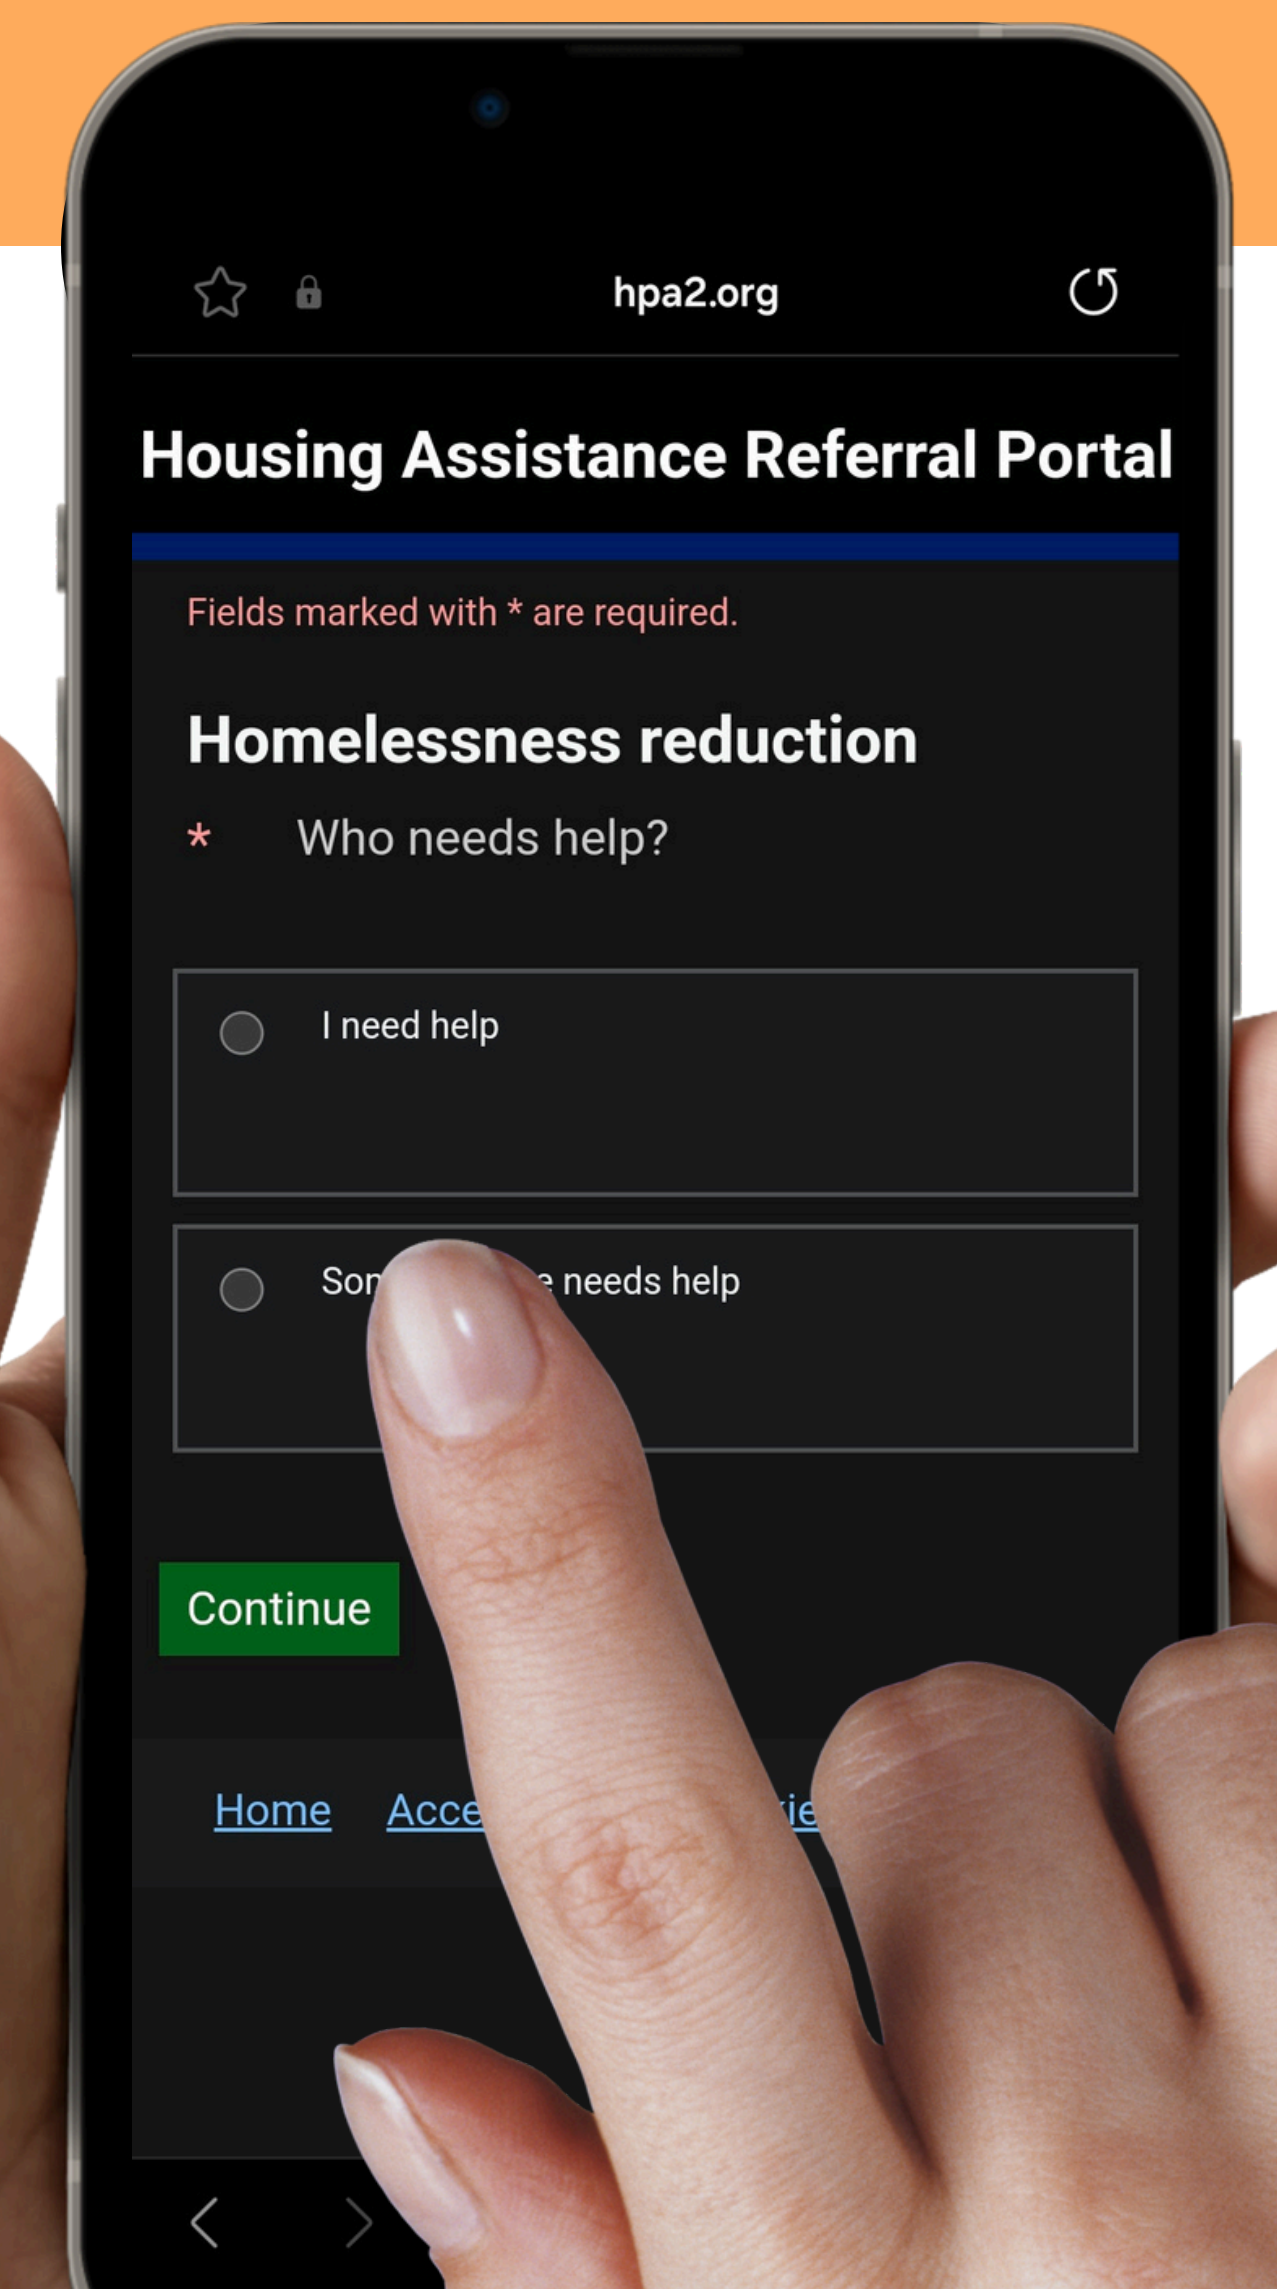 hpa2.org
Housing Assistance Referral Portal
Fields marked with * are required.
Homelessness reduction
* Who needs help?
I need help
needs help
Continue
Home